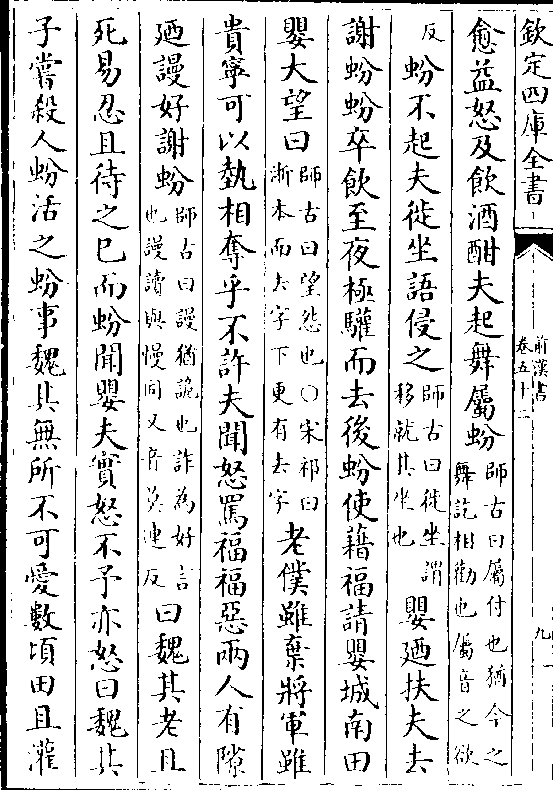 欽定四庫全書
前漢書
卷五十二
九
愈益怒及飲酒酣夫起舞屬蚡師古曰屬付也猶今之舞訖相勸也屬音之欲
反蚡不起夫徙坐語侵之師古曰徙坐謂移就其坐也嬰廼扶夫去
謝蚡蚡卒飲至夜極驩而去後蚡使藉福請嬰城南田
嬰大望曰師古曰望怨也〇宋祁曰浙本而去字下更有去字老僕雖棄將軍雖
貴寧可以埶相奪乎不許夫聞怒罵福福惡兩人有隙
廼謾好謝蚡師古曰謾猶詭也詐為好言也謾讀與慢同又音莫連反曰魏其老且
死易忍且待之已而蚡聞嬰夫實怒不予亦怒曰魏其
子嘗殺人蚡活之蚡事魏其無所不可愛數頃田且灌